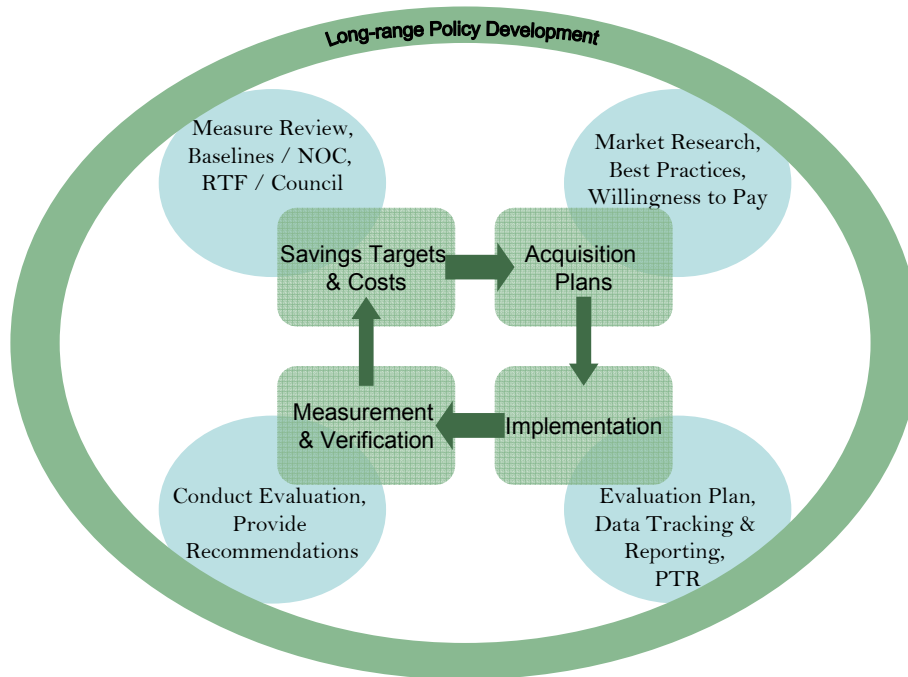 Long-range Policy Development
Measure Review,
Baselines / NOC,
RTF / Council
Market Research,
Best Practices,
Willingness to Pay
Savings Targets
& Costs
Acquisition
Plans
Measurement
& Verification
Implementation
Conduct Evaluation,
Provide
Recommendations
Evaluation Plan,
Data Tracking &
Reporting,
PTR